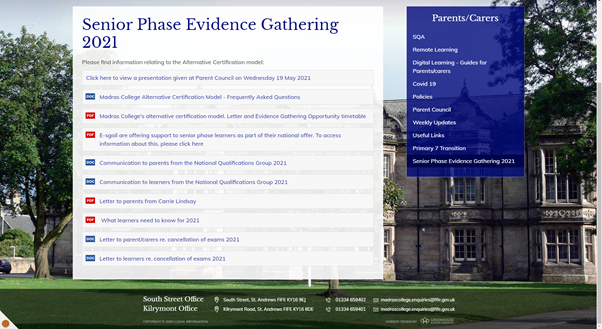 Senior Phase Evidence Gathering
2021
Please find information relating to the Alternative Certification model:
Click here to view a presentation given at Parent Council on Wednesday 19 May 2021
DOC Madras College Alternative Certification Model - Frequently Asked Questions
PDF Madras College's alternative certification model. Letter and Evidence Gathering Opportunity timetable
PDF E-sgoil are offering support to senior phase learners as part of their national offer. To access
information about this, please click here
DOC Communication to parents from the National Qualifications Group 2021
DOC Communication to learners from the National Qualifications Group 2021
PDF Letter to parents from Carrie Lindsay
PDF What learners need to know for 2021
DOC Letter to parent/carers re. cancellation of exams 2021
DOC Letter to learners re. cancellation of exams 2021
Parents/Carers
SQA
Remote Learning
Digital Learning - Guides for
Parents/carers
Covid 19
Policies
Parent Council
Weekly Updates
Useful Links
Primary 7 Transition
Senior Phase Evidence Gathering 2021
South Street Office South Street, St. Andrews FIFE KY16 9EJ 01334 659402 madrascollege.enquiries@fife.gov.uk
Kilrymont Office Kilrymont Road, St. Andrews FIFE KY16 8DE 01334 659401 madrascollege.enquiries@fife.gov.uk